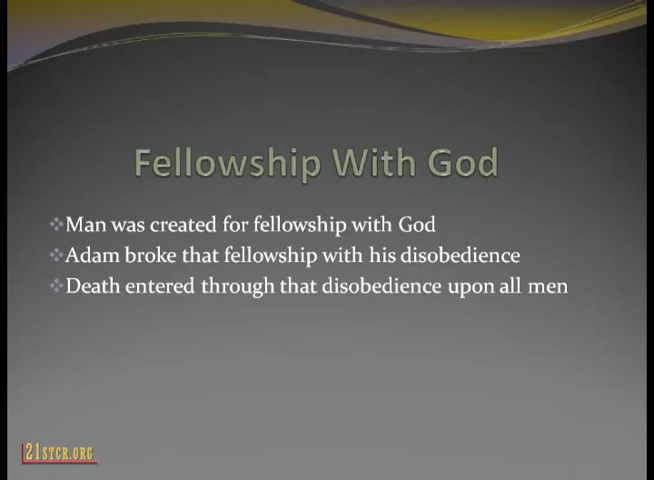 Fellowship With God
Man was created for fellowship with God
Adam broke that fellowship with his disobedience
Death entered through that disobedience upon all men
21STCR.ORG